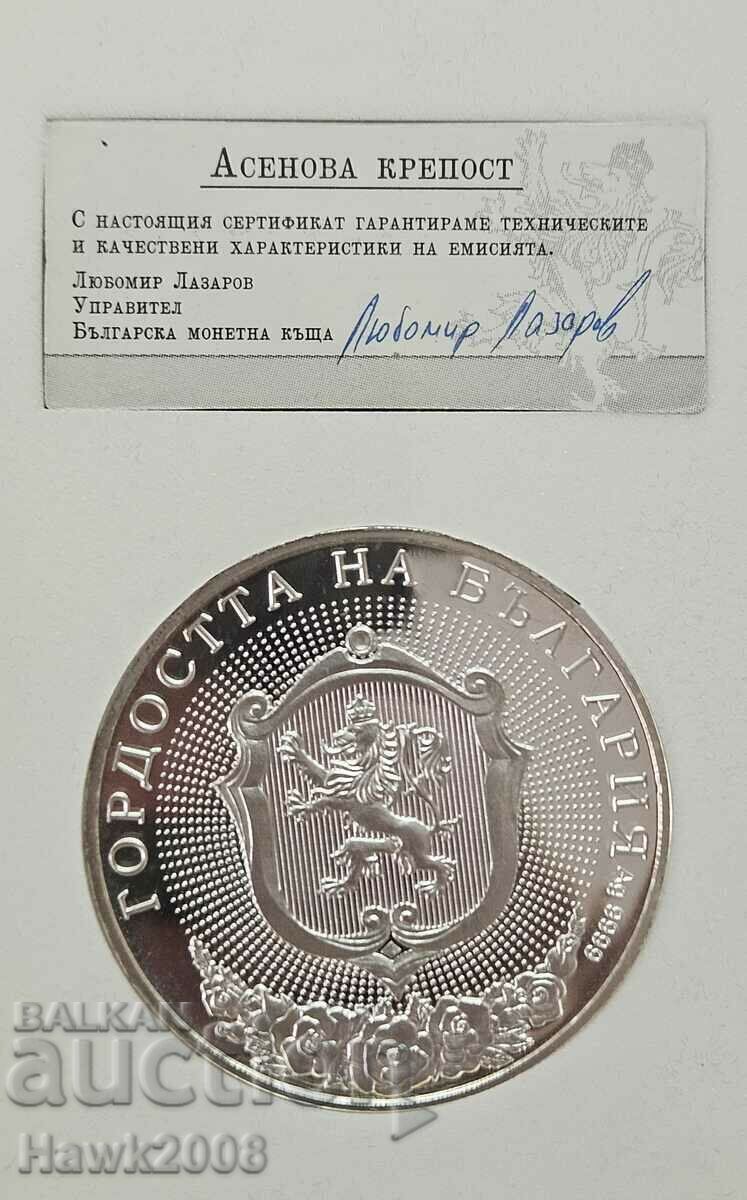 Асенова крепост
С настоящия сертификат гарантираме техническите
и качествени характеристики на емисията.
Любомир Лазаров
Управител
Българска монетна къща
Любомир Лазаров
ГОРДОСТТА НА БЪЛГАРИЯ
Ag 9999
BALKAN
auction
Hawk2008